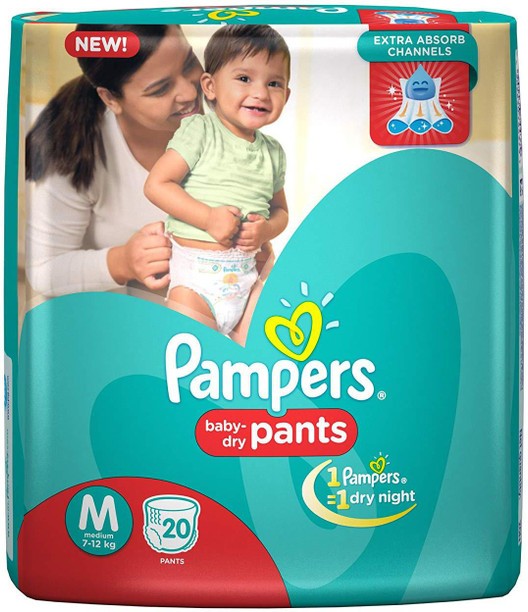 NEW!
EXTRA ABSORB
CHANNELS
Pampers®
baby-
dry pants
1 Pampers®
=1 dry night
M
medium
7-12 kg
20
PANTS